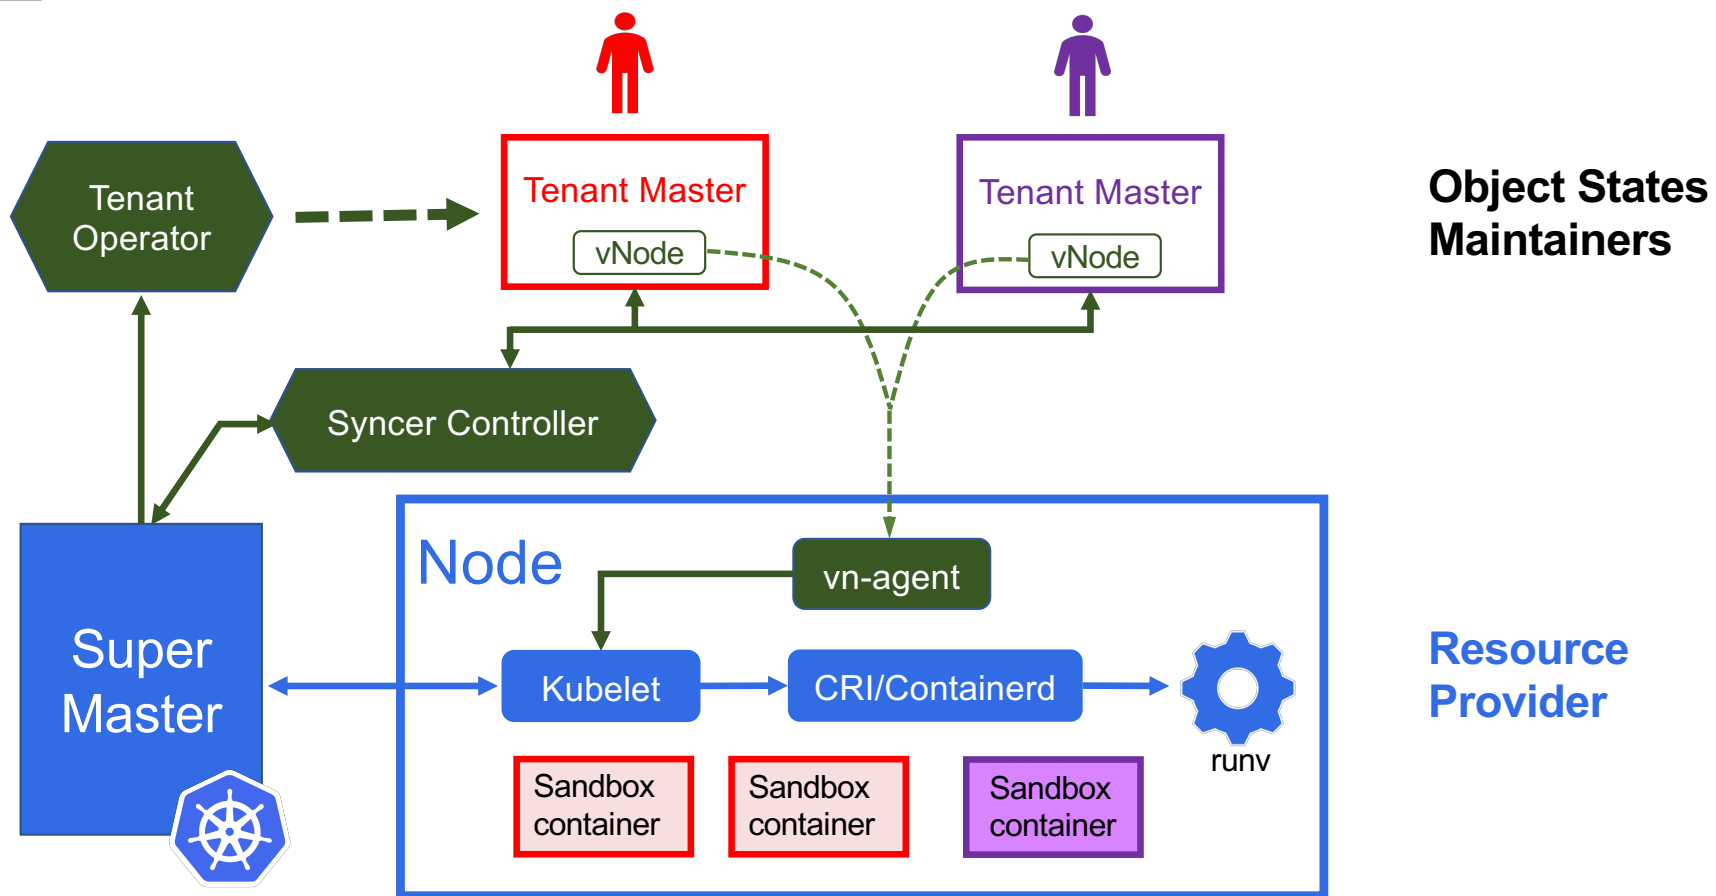 Tenant
Operator
Tenant Master
vNode
Tenant Master
vNode
Object States
Maintainers
Syncer Controller
Super
Master
Node
vn-agent
Kubelet
CRI/Containerd
runv
Resource
Provider
Sandbox
container
Sandbox
container
Sandbox
container